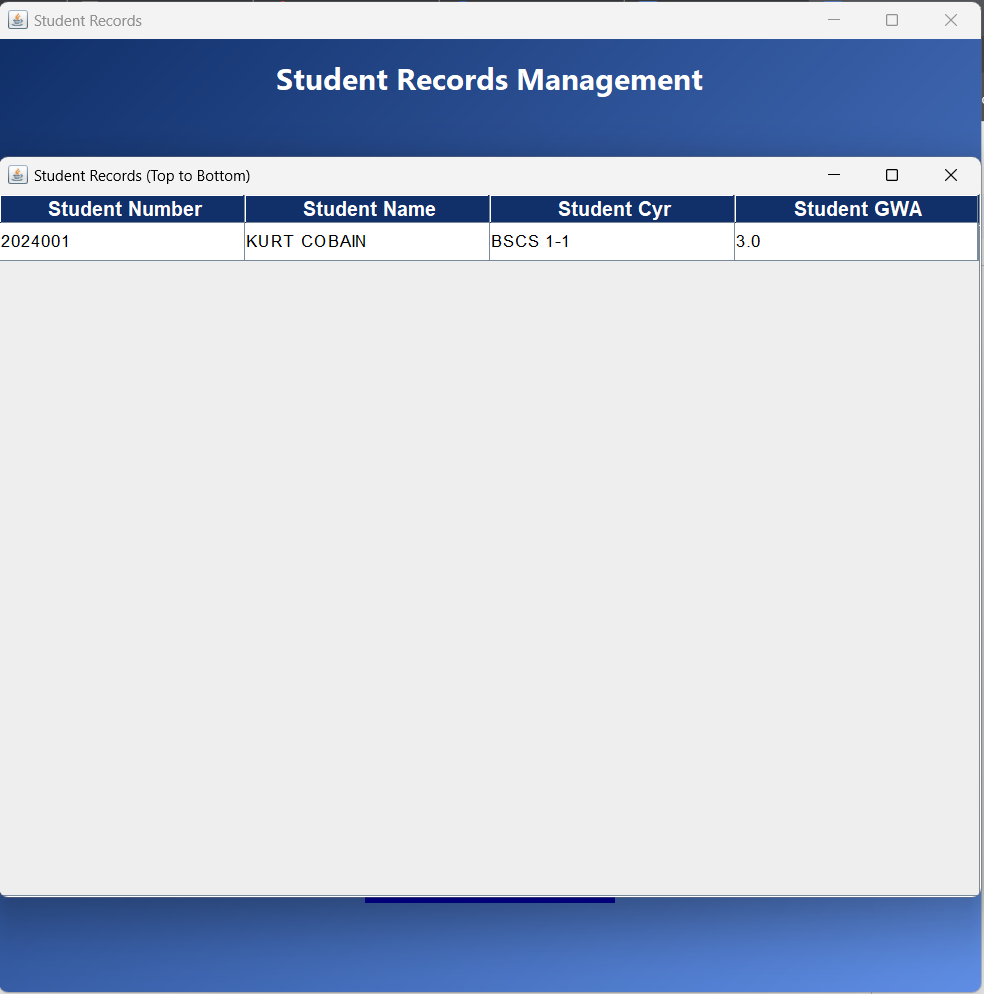 Student Records
Student Records Management
Student Records (Top to Bottom)
Student Number Student Name Student Cyr Student GWA
2024001 KURT COBAIN BSCS 1-1 3.0